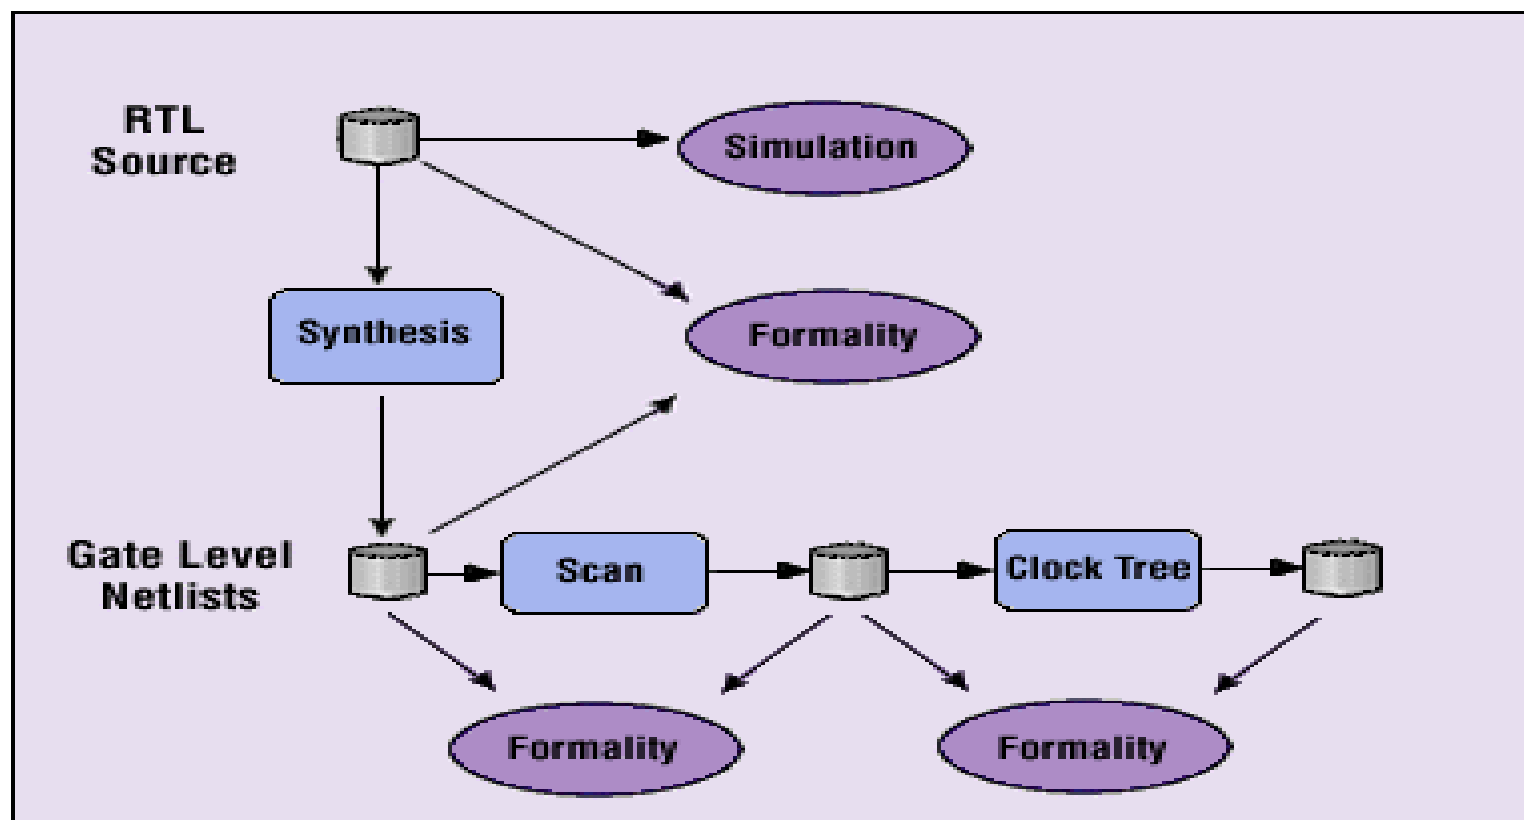 RTL
Source
Simulation
Synthesis
Formality
Gate Level
Netlists
Scan
Clock Tree
Formality
Formality